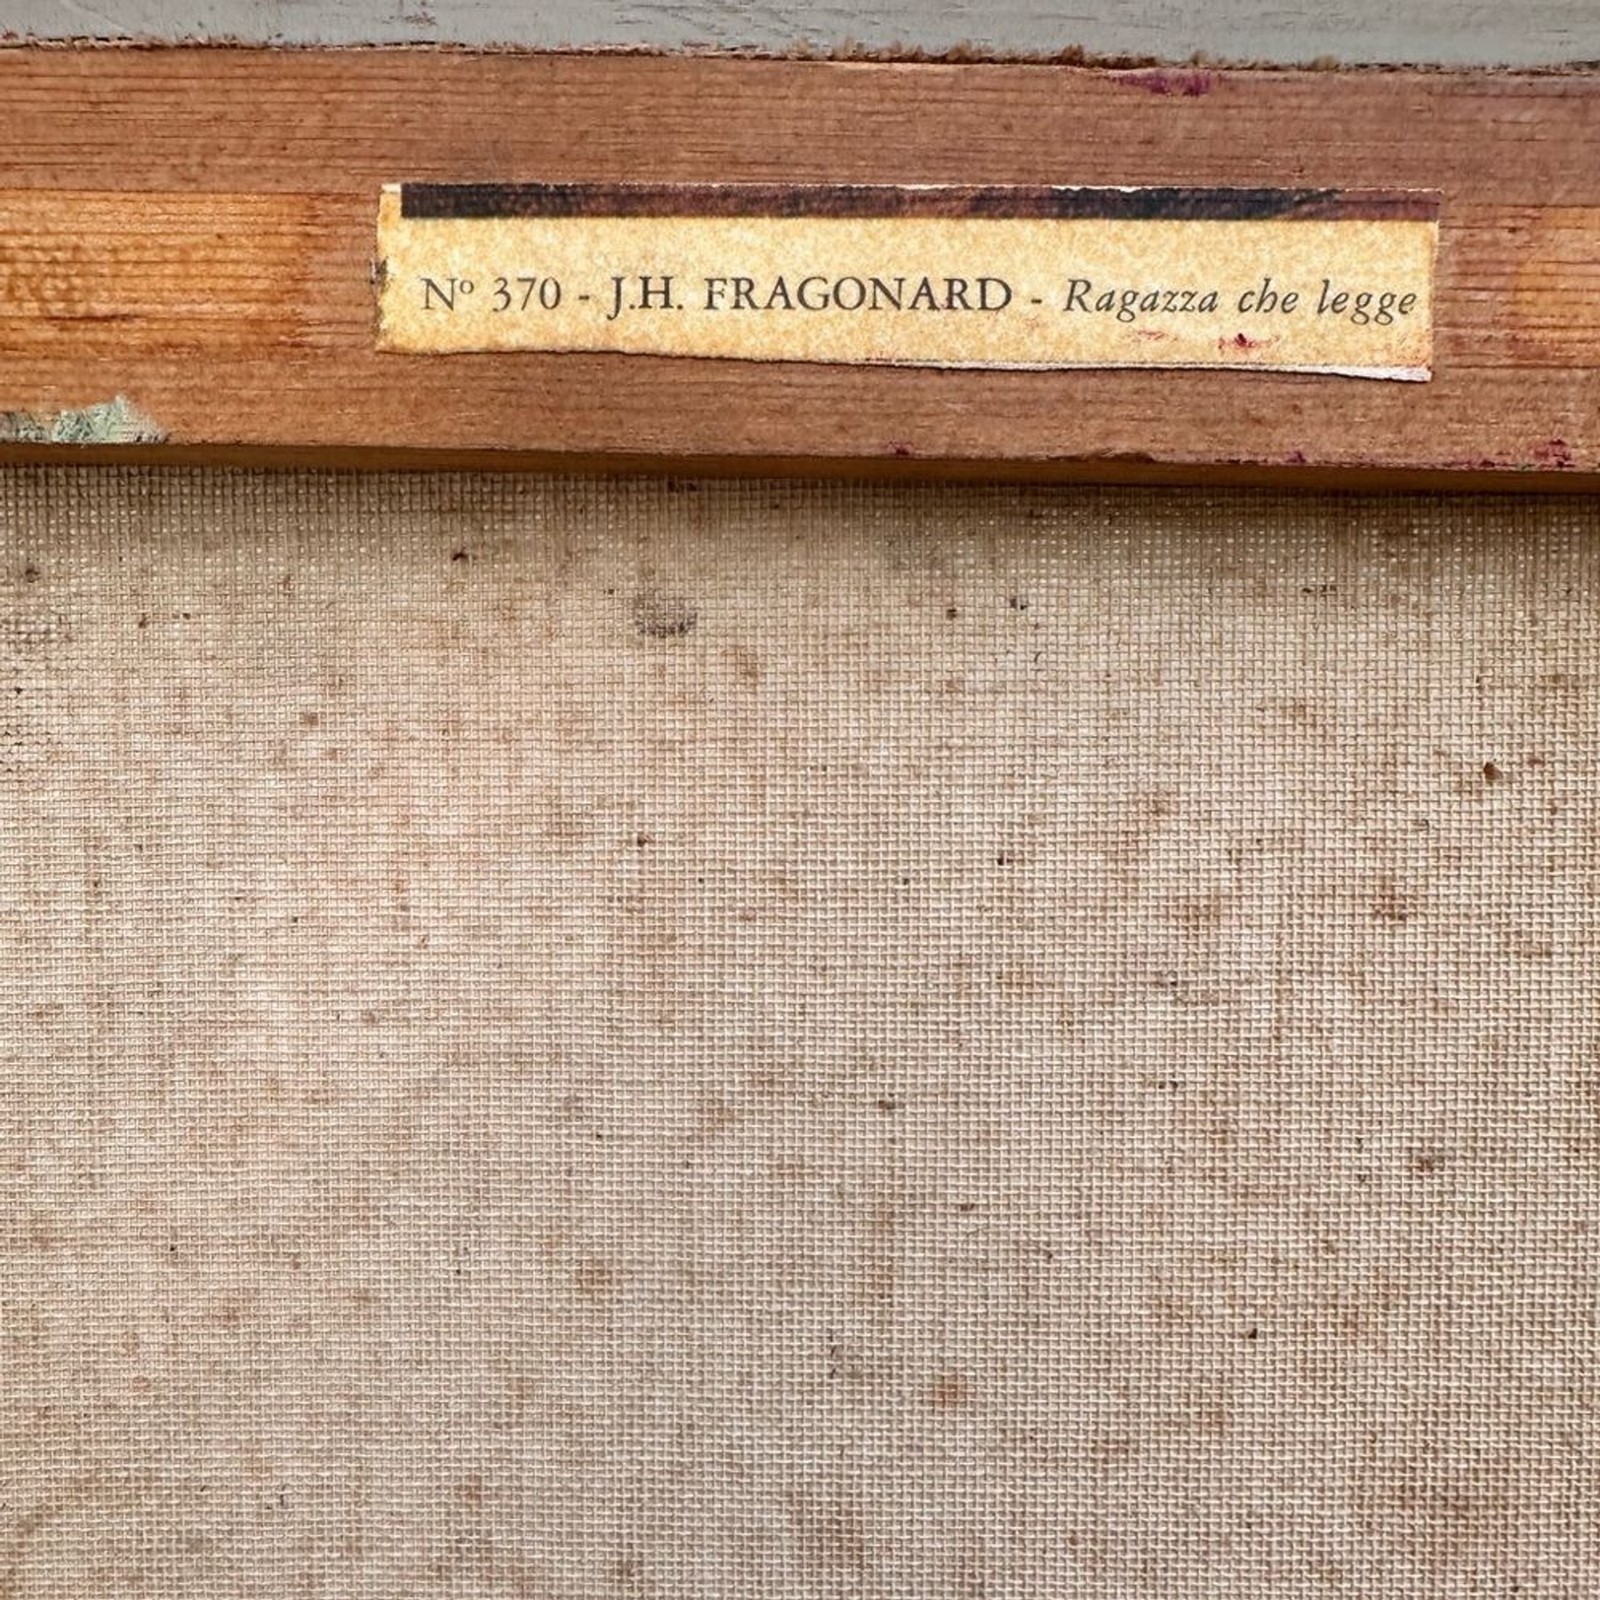 Nº 370 - J.H. FRAGONARD - Ragazza che legge